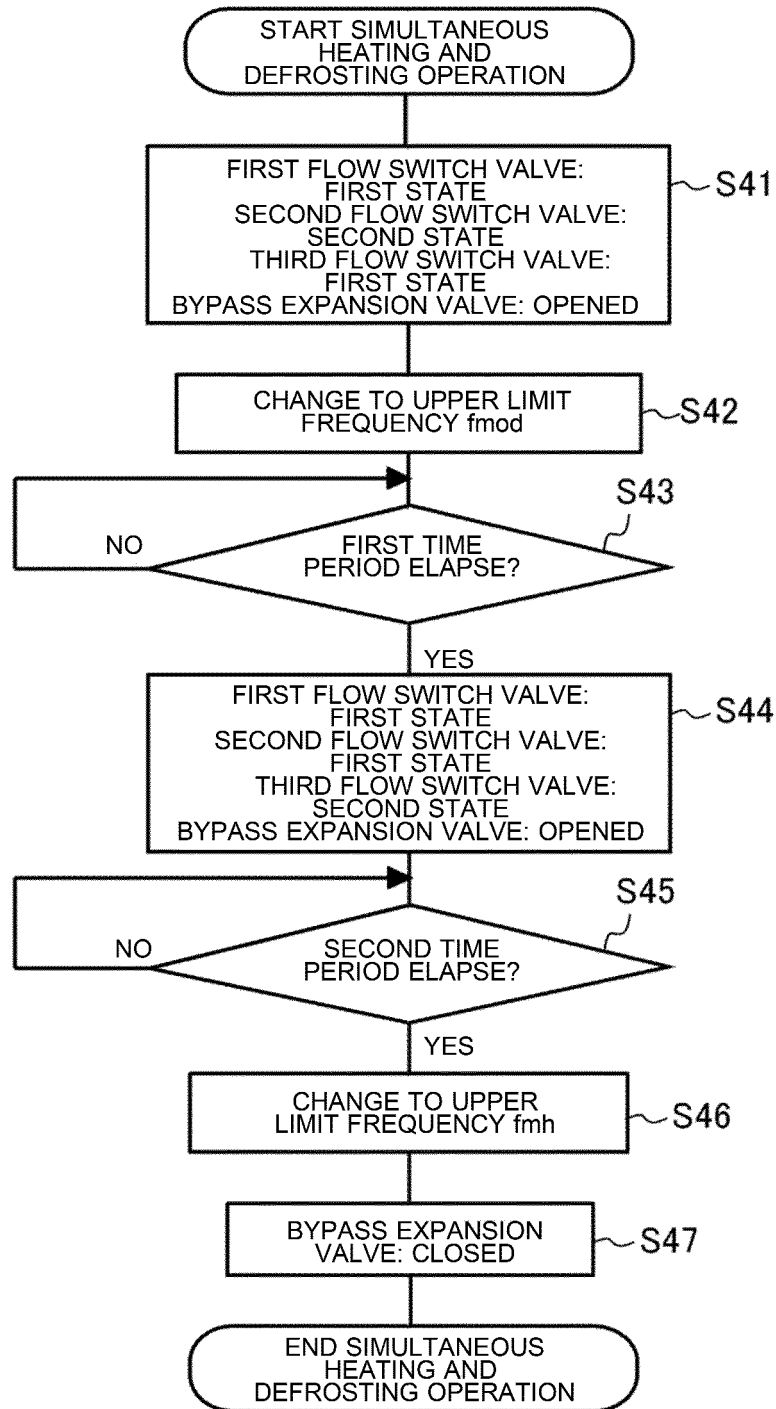 START SIMULTANEOUS
HEATING AND
DEFROSTING OPERATION
FIRST FLOW SWITCH VALVE:
FIRST STATE
SECOND FLOW SWITCH VALVE:
SECOND STATE
THIRD FLOW SWITCH VALVE:
FIRST STATE
BYPASS EXPANSION VALVE: OPENED
S41
CHANGE TO UPPER LIMIT
FREQUENCY fmod
S42
S43
FIRST TIME
PERIOD ELAPSE?
NO
YES
FIRST FLOW SWITCH VALVE:
FIRST STATE
SECOND FLOW SWITCH VALVE:
FIRST STATE
THIRD FLOW SWITCH VALVE:
SECOND STATE
BYPASS EXPANSION VALVE: OPENED
S44
S45
SECOND TIME
PERIOD ELAPSE?
NO
YES
CHANGE TO UPPER
LIMIT FREQUENCY fmh
S46
BYPASS EXPANSION
VALVE: CLOSED
S47
END SIMULTANEOUS
HEATING AND
DEFROSTING OPERATION